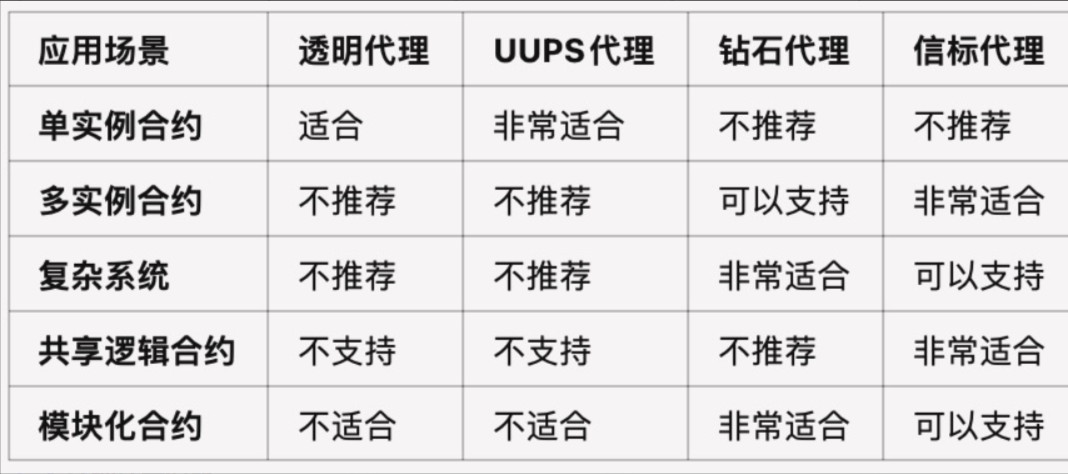 应用场景 透明代理 UUPS代理 钻石代理 信标代理
单实例合约 适合 非常适合 不推荐 不推荐
多实例合约 不推荐 不推荐 可以支持 非常适合
复杂系统 不推荐 不推荐 非常适合 可以支持
共享逻辑合约 不支持 不支持 不推荐 非常适合
模块化合约 不适合 不适合 非常适合 可以支持